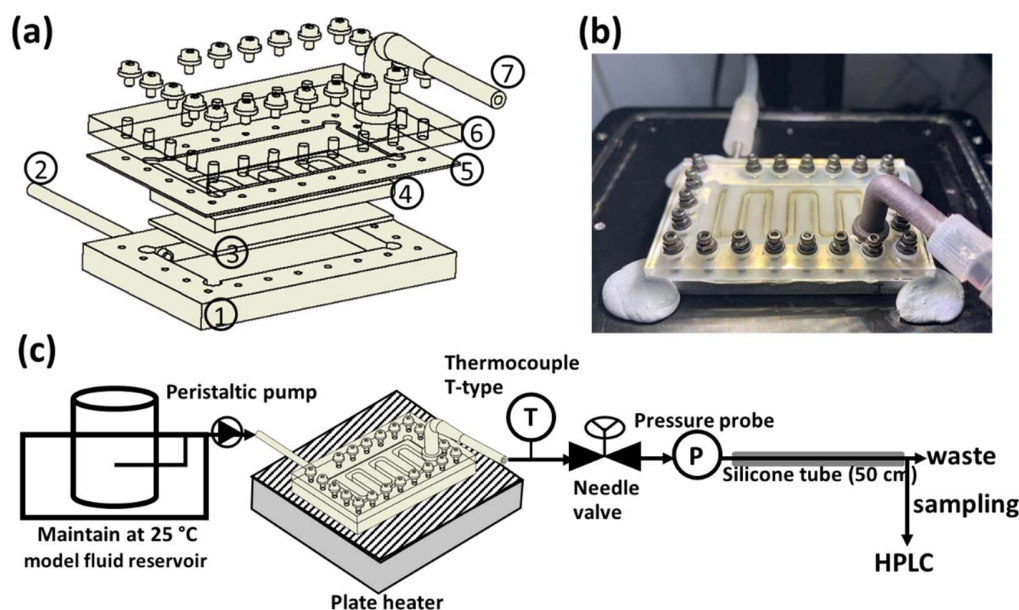 (a)
(b)
7
6
2
5
4
3
1
(c)
Thermocouple
T-type
Peristaltic pump
T
Pressure probe
P
waste
Silicone tube (50 cm)
Needle
valve
sampling
Maintain at 25 °C
model fluid reservoir
HPLC
Plate heater